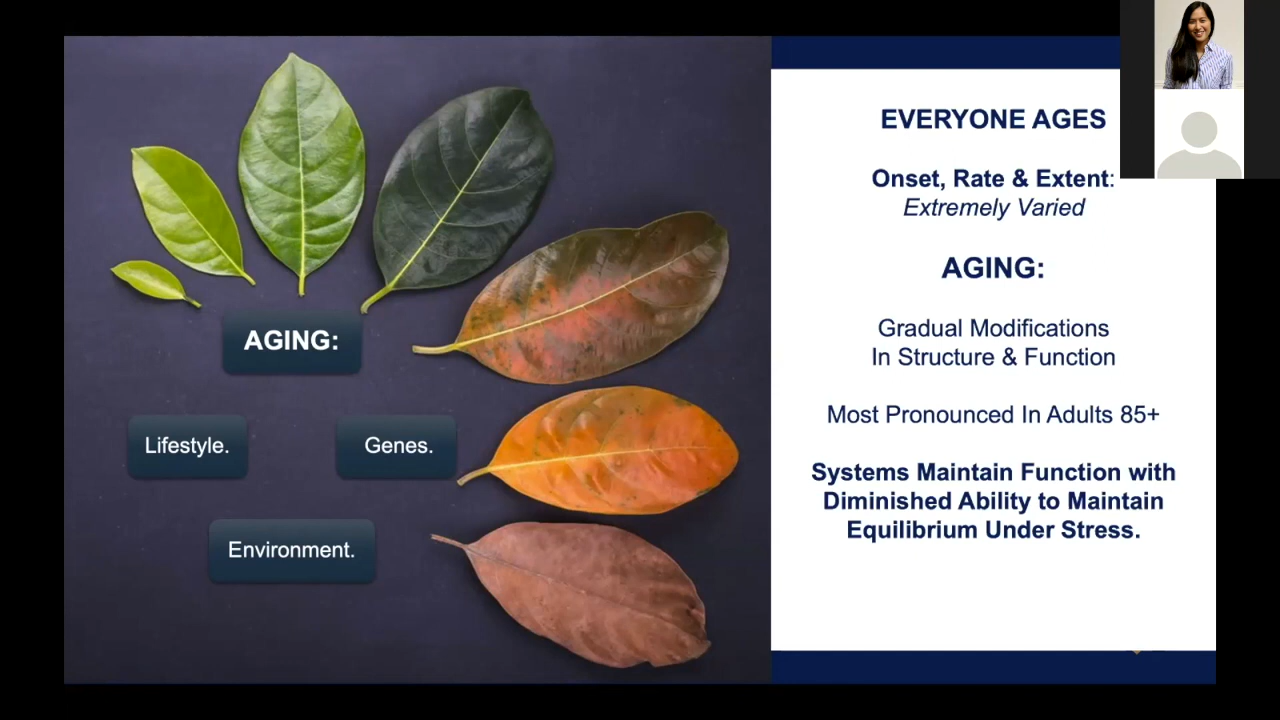 AGING:
Lifestyle.
Genes.
Environment.
EVERYONE AGES
Onset, Rate & Extent:
Extremely Varied
AGING:
Gradual Modifications
In Structure & Function
Most Pronounced In Adults 85+
Systems Maintain Function with
Diminished Ability to Maintain
Equilibrium Under Stress.